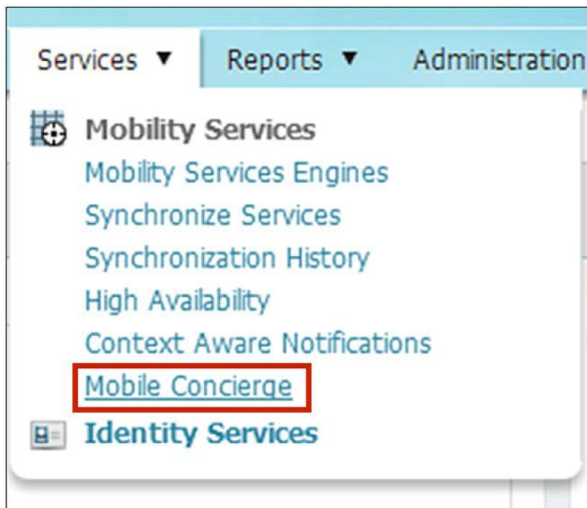 Services ▼ Reports ▼ Administration
Mobility Services
Mobility Services Engines
Synchronize Services
Synchronization History
High Availability
Context Aware Notifications
Mobile Concierge
Identity Services